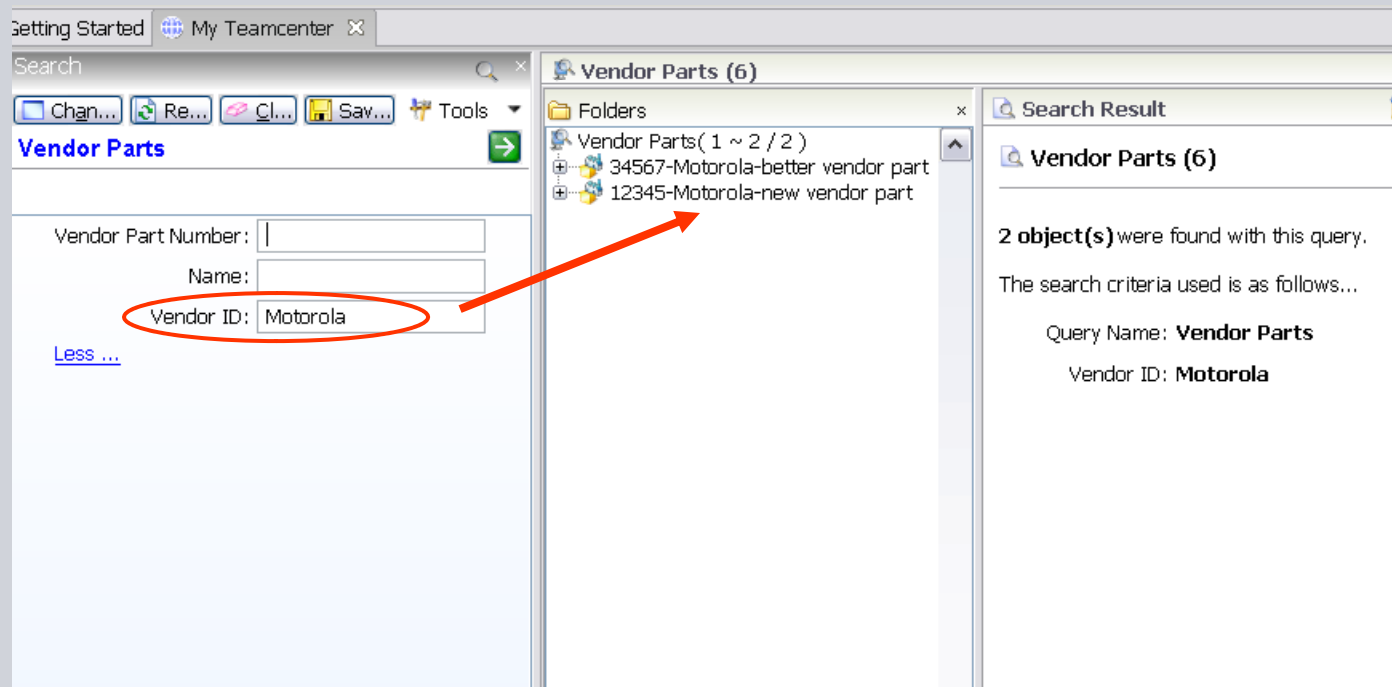 Getting Started My Teamcenter
Search
Chan... Re... Cl... Sav... Tools
Vendor Parts
Vendor Part Number:
Name:
Vendor ID: Motorola
Less ...
Vendor Parts (6)
Folders
Vendor Parts( 1 ~ 2 / 2 )
34567-Motorola-better vendor part
12345-Motorola-new vendor part
Search Result
Vendor Parts (6)
2 object(s) were found with this query.
The search criteria used is as follows...
Query Name: Vendor Parts
Vendor ID: Motorola